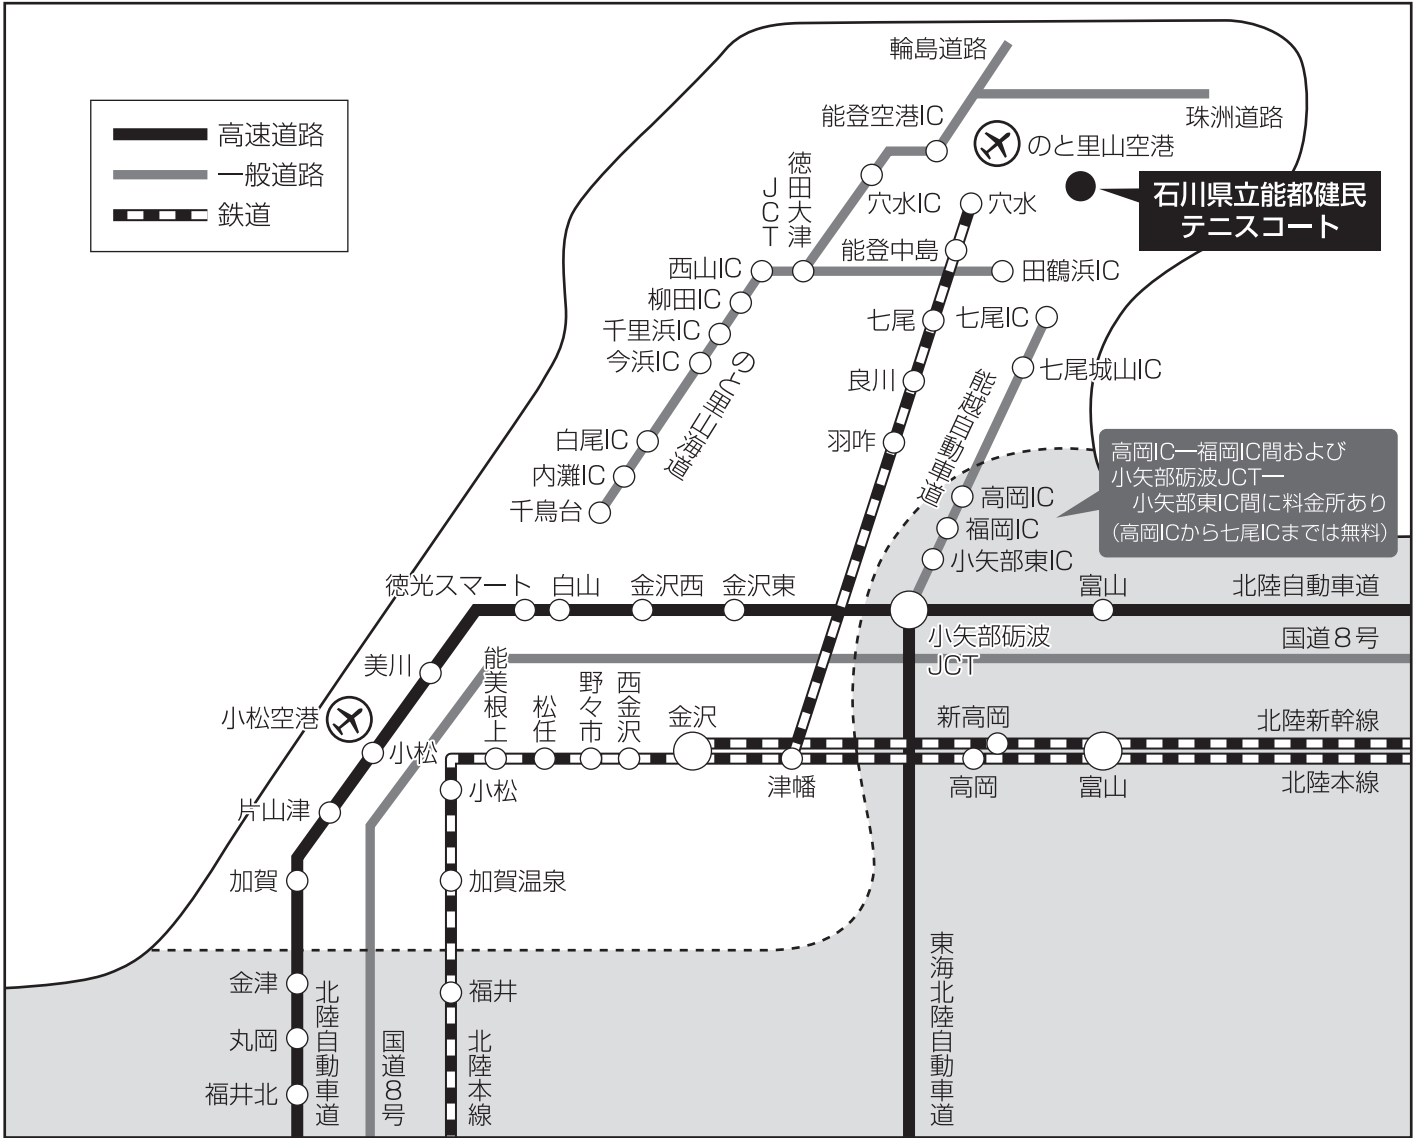 輪島道路
珠洲道路
高速道路
一般道路
鉄道
能登空港IC
のと里山空港
徳田大津
JCT
穴水IC
穴水
石川県立能都健民
テニスコート
能登中島
西山IC
田鶴浜IC
柳田IC
千里浜IC
今浜IC
七尾
七尾IC
七尾城山IC
のと里山海道
良川
能越自動車道
羽咋
白尾IC
内灘IC
千鳥台
高岡IC
福岡IC
小矢部東IC
高岡IC―福岡IC間および
小矢部砺波JCT―
小矢部東IC間に料金所あり
（高岡ICから七尾ICまでは無料）
徳光スマート
白山
金沢西
金沢東
富山
北陸自動車道
小矢部砺波
JCT
国道8号
美川
小松空港
小松
片山津
加賀
能美根上
松任
野々市
西金沢
金沢
新高岡
北陸新幹線
小松
津幡
高岡
富山
北陸本線
加賀温泉
金津
丸岡
福井北
北陸自動車道
国道8号
福井
北陸本線
東海北陸自動車道